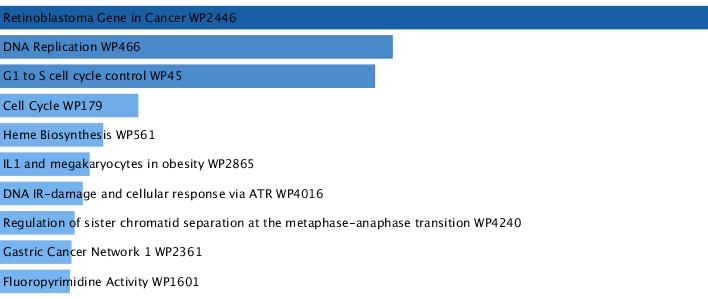 Retinoblastoma Gene in Cancer WP2446
DNA Replication WP466
G1 to S cell cycle control WP45
Cell Cycle WP179
Heme Biosynthesis WP561
IL1 and megakaryocytes in obesity WP2865
DNA IR-damage and cellular response via ATR WP4016
Regulation of sister chromatid separation at the metaphase-anaphase transition WP4240
Gastric Cancer Network 1 WP2361
Fluoropyrimidine Activity WP1601